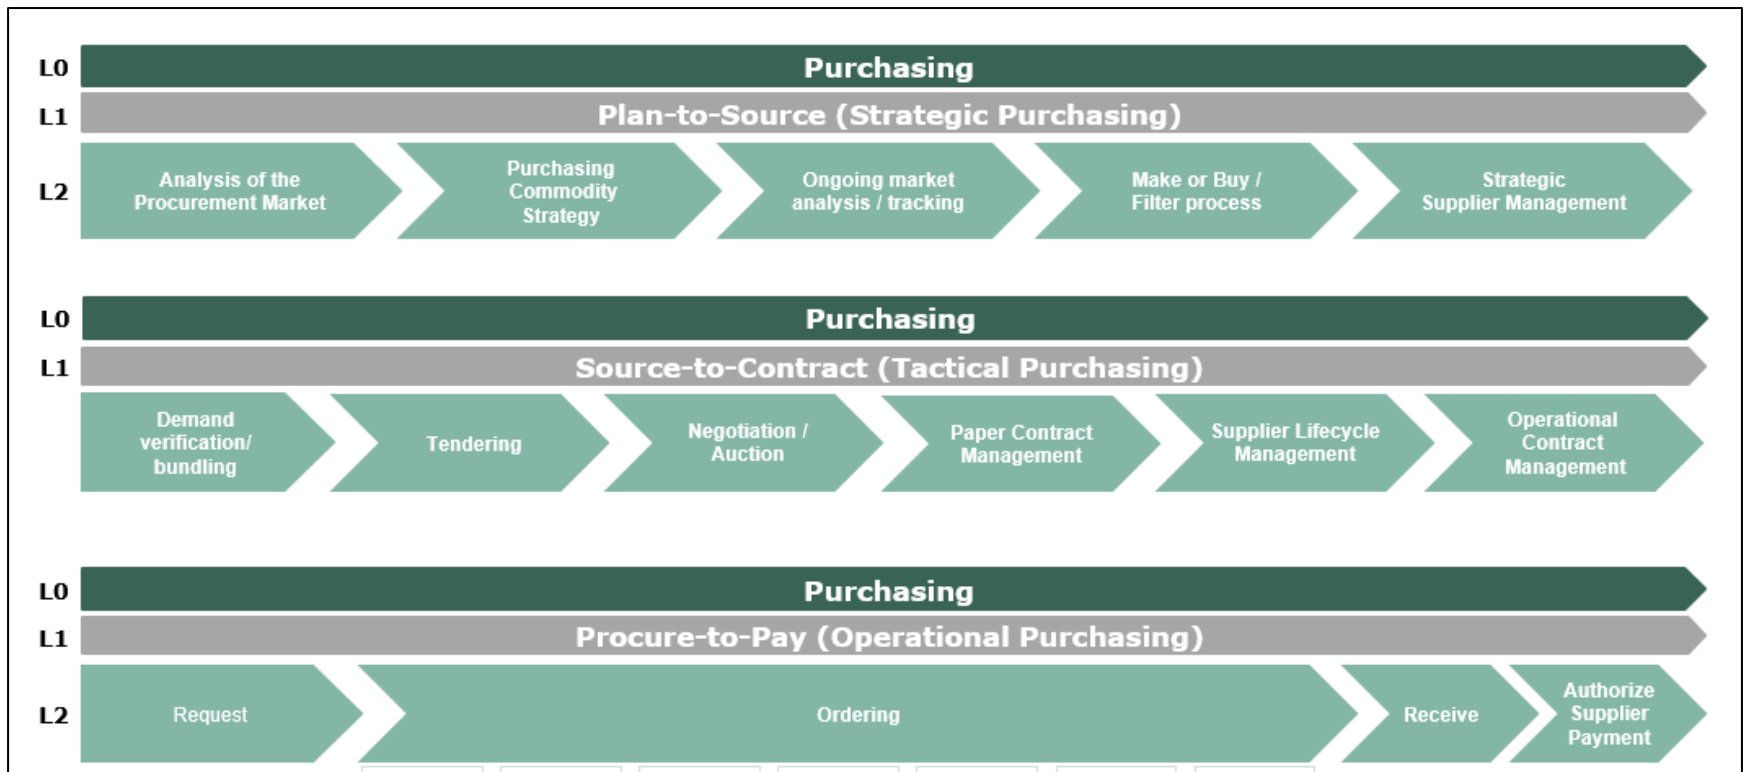 L0
Purchasing
L1
Plan-to-Source (Strategic Purchasing)
L2
Analysis of the
Procurement Market
Purchasing
Commodity
Strategy
Ongoing market
analysis / tracking
Make or Buy /
Filter process
Strategic
Supplier Management
L0
Purchasing
L1
Source-to-Contract (Tactical Purchasing)
Demand
verification/
bundling
Tendering
Negotiation /
Auction
Paper Contract
Management
Supplier Lifecycle
Management
Operational
Contract
Management
L0
Purchasing
L1
Procure-to-Pay (Operational Purchasing)
L2
Request
Ordering
Receive
Authorize
Supplier
Payment